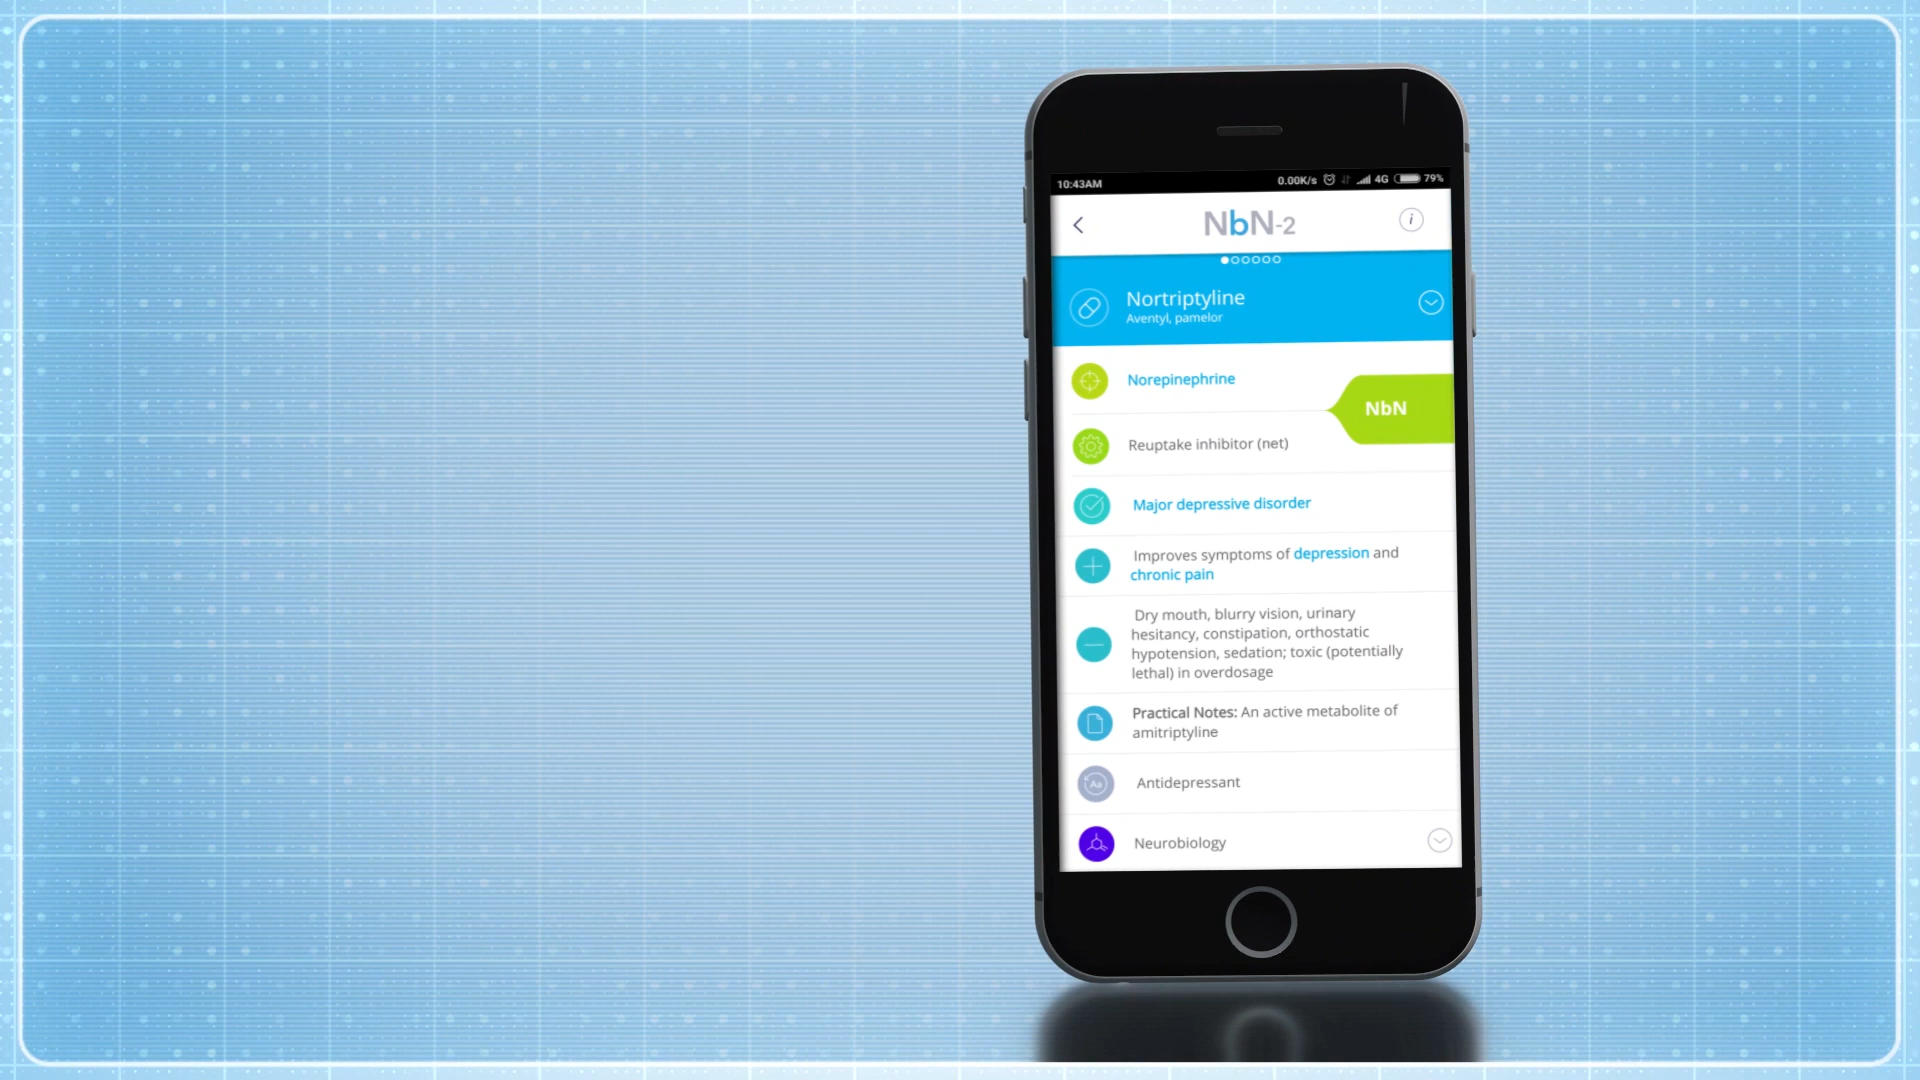 10:43AM
0.00K/s 4G 79%
NbN-2
i
Nortriptyline
Aventyl, pamelor
Norepinephrine
NbN
Reuptake inhibitor (net)
Major depressive disorder
Improves symptoms of depression and
chronic pain
Dry mouth, blurry vision, urinary
hesitancy, constipation, orthostatic
hypotension, sedation; toxic (potentially
lethal) in overdosage
Practical Notes: An active metabolite of
amitriptyline
Aa
Antidepressant
Neurobiology